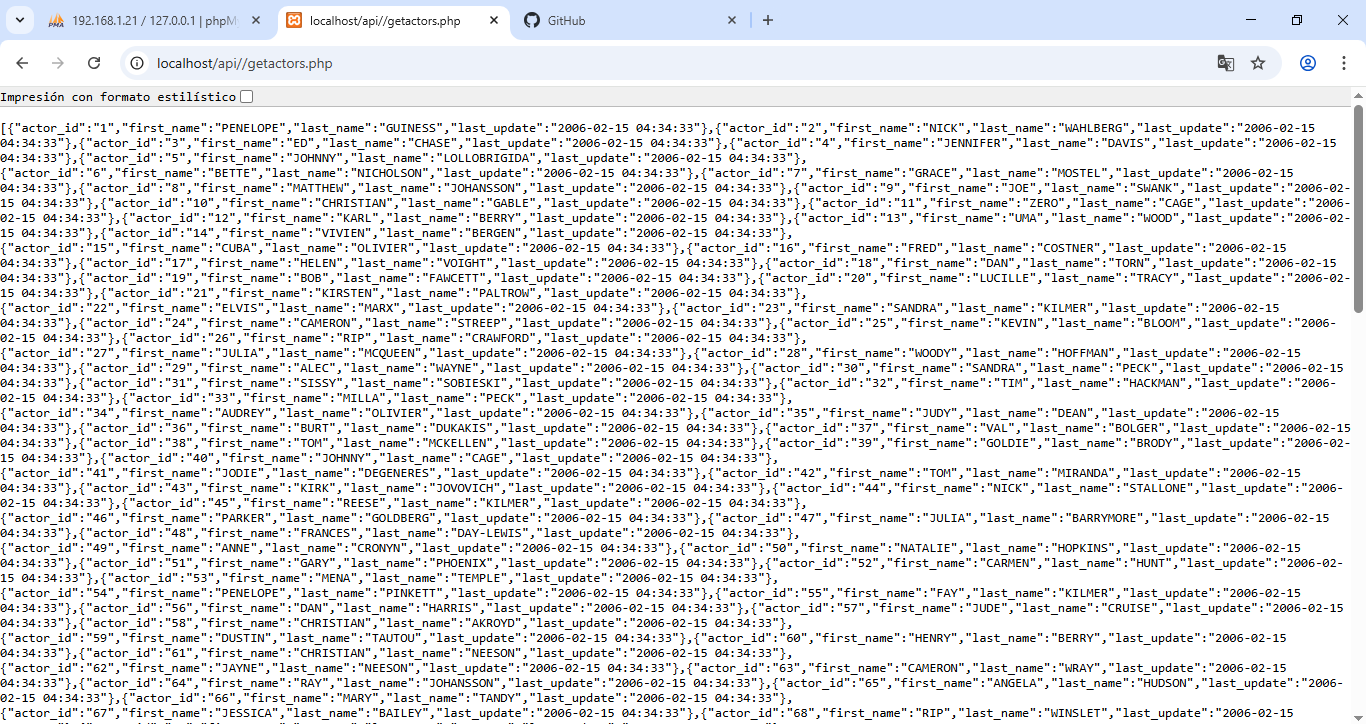 192.168.1.21 / 127.0.0.1 | phpM
localhost/api//getactors.php
GitHub
localhost/api//getactors.php
Impresión con formato estilístico
[{"actor_id":"1","first_name":"PENELOPE","last_name":"GUINESS","last_update":"2006-02-15 04:34:33"},{"actor_id":"2","first_name":"NICK","last_name":"WAHLBERG","last_update":"2006-02-15
04:34:33"},{"actor_id":"3","first_name":"ED","last_name":"CHASE","last_update":"2006-02-15 04:34:33"},{"actor_id":"4","first_name":"JENNIFER","last_name":"DAVIS","last_update":"2006-02-15
04:34:33"},{"actor_id":"5","first_name":"JOHNNY","last_name":"LOLLOBRIGIDA","last_update":"2006-02-15 04:34:33"},
{"actor_id":"6","first_name":"BETTE","last_name":"NICHOLSON","last_update":"2006-02-15 04:34:33"},{"actor_id":"7","first_name":"GRACE","last_name":"MOSTEL","last_update":"2006-02-15
04:34:33"},{"actor_id":"8","first_name":"MATTHEW","last_name":"JOHANSSON","last_update":"2006-02-15 04:34:33"},{"actor_id":"9","first_name":"JOE","last_name":"SWANK","last_update":"2006-02-
15 04:34:33"},{"actor_id":"10","first_name":"CHRISTIAN","last_name":"GABLE","last_update":"2006-02-15 04:34:33"},{"actor_id":"11","first_name":"ZERO","last_name":"CAGE","last_update":"2006-
02-15 04:34:33"},{"actor_id":"12","first_name":"KARL","last_name":"BERRY","last_update":"2006-02-15 04:34:33"},{"actor_id":"13","first_name":"UMA","last_name":"WOOD","last_update":"2006-02-
15 04:34:33"},{"actor_id":"14","first_name":"VIVIEN","last_name":"BERGEN","last_update":"2006-02-15 04:34:33"},
{"actor_id":"15","first_name":"CUBA","last_name":"OLIVIER","last_update":"2006-02-15 04:34:33"},{"actor_id":"16","first_name":"FRED","last_name":"COSTNER","last_update":"2006-02-15
04:34:33"},{"actor_id":"17","first_name":"HELEN","last_name":"VOIGHT","last_update":"2006-02-15 04:34:33"},{"actor_id":"18","first_name":"DAN","last_name":"TORN","last_update":"2006-02-15
04:34:33"},{"actor_id":"19","first_name":"BOB","last_name":"FAWCETT","last_update":"2006-02-15 04:34:33"},{"actor_id":"20","first_name":"LUCILLE","last_name":"TRACY","last_update":"2006-02-
15 04:34:33"},{"actor_id":"21","first_name":"KIRSTEN","last_name":"PALTROW","last_update":"2006-02-15 04:34:33"},
{"actor_id":"22","first_name":"ELVIS","last_name":"MARX","last_update":"2006-02-15 04:34:33"},{"actor_id":"23","first_name":"SANDRA","last_name":"KILMER","last_update":"2006-02-15
04:34:33"},{"actor_id":"24","first_name":"CAMERON","last_name":"STREEP","last_update":"2006-02-15 04:34:33"},{"actor_id":"25","first_name":"KEVIN","last_name":"BLOOM","last_update":"2006-
02-15 04:34:33"},{"actor_id":"26","first_name":"RIP","last_name":"CRAWFORD","last_update":"2006-02-15 04:34:33"},
{"actor_id":"27","first_name":"JULIA","last_name":"MCQUEEN","last_update":"2006-02-15 04:34:33"},{"actor_id":"28","first_name":"WOODY","last_name":"HOFFMAN","last_update":"2006-02-15
04:34:33"},{"actor_id":"29","first_name":"ALEC","last_name":"WAYNE","last_update":"2006-02-15 04:34:33"},{"actor_id":"30","first_name":"SANDRA","last_name":"PECK","last_update":"2006-02-15
04:34:33"},{"actor_id":"31","first_name":"SISSY","last_name":"SOBIESKI","last_update":"2006-02-15 04:34:33"},{"actor_id":"32","first_name":"TIM","last_name":"HACKMAN","last_update":"2006-
02-15 04:34:33"},{"actor_id":"33","first_name":"MILLA","last_name":"PECK","last_update":"2006-02-15 04:34:33"},
{"actor_id":"34","first_name":"AUDREY","last_name":"OLIVIER","last_update":"2006-02-15 04:34:33"},{"actor_id":"35","first_name":"JUDY","last_name":"DEAN","last_update":"2006-02-15
04:34:33"},{"actor_id":"36","first_name":"BURT","last_name":"DUKAKIS","last_update":"2006-02-15 04:34:33"},{"actor_id":"37","first_name":"VAL","last_name":"BOLGER","last_update":"2006-02-15
04:34:33"},{"actor_id":"38","first_name":"TOM","last_name":"MCKELLEN","last_update":"2006-02-15 04:34:33"},{"actor_id":"39","first_name":"GOLDIE","last_name":"BRODY","last_update":"2006-02-
15 04:34:33"},{"actor_id":"40","first_name":"JOHNNY","last_name":"CAGE","last_update":"2006-02-15 04:34:33"},
{"actor_id":"41","first_name":"JODIE","last_name":"DEGENERES","last_update":"2006-02-15 04:34:33"},{"actor_id":"42","first_name":"TOM","last_name":"MIRANDA","last_update":"2006-02-15
04:34:33"},{"actor_id":"43","first_name":"KIRK","last_name":"JOVOVICH","last_update":"2006-02-15 04:34:33"},{"actor_id":"44","first_name":"NICK","last_name":"STALLONE","last_update":"2006-
02-15 04:34:33"},{"actor_id":"45","first_name":"REESE","last_name":"KILMER","last_update":"2006-02-15 04:34:33"},
{"actor_id":"46","first_name":"PARKER","last_name":"GOLDBERG","last_update":"2006-02-15 04:34:33"},{"actor_id":"47","first_name":"JULIA","last_name":"BARRYMORE","last_update":"2006-02-15
04:34:33"},{"actor_id":"48","first_name":"FRANCES","last_name":"DAY-LEWIS","last_update":"2006-02-15 04:34:33"},
{"actor_id":"49","first_name":"ANNE","last_name":"CRONYN","last_update":"2006-02-15 04:34:33"},{"actor_id":"50","first_name":"NATALIE","last_name":"HOPKINS","last_update":"2006-02-15
04:34:33"},{"actor_id":"51","first_name":"GARY","last_name":"PHOENIX","last_update":"2006-02-15 04:34:33"},{"actor_id":"52","first_name":"CARMEN","last_name":"HUNT","last_update":"2006-02-
15 04:34:33"},{"actor_id":"53","first_name":"MENA","last_name":"TEMPLE","last_update":"2006-02-15 04:34:33"},
{"actor_id":"54","first_name":"PENELOPE","last_name":"PINKETT","last_update":"2006-02-15 04:34:33"},{"actor_id":"55","first_name":"FAY","last_name":"KILMER","last_update":"2006-02-15
04:34:33"},{"actor_id":"56","first_name":"DAN","last_name":"HARRIS","last_update":"2006-02-15 04:34:33"},{"actor_id":"57","first_name":"JUDE","last_name":"CRUISE","last_update":"2006-02-15
04:34:33"},{"actor_id":"58","first_name":"CHRISTIAN","last_name":"AKROYD","last_update":"2006-02-15 04:34:33"},
{"actor_id":"59","first_name":"DUSTIN","last_name":"TAUTOU","last_update":"2006-02-15 04:34:33"},{"actor_id":"60","first_name":"HENRY","last_name":"BERRY","last_update":"2006-02-15
04:34:33"},{"actor_id":"61","first_name":"CHRISTIAN","last_name":"NEESON","last_update":"2006-02-15 04:34:33"},
{"actor_id":"62","first_name":"JAYNE","last_name":"NEESON","last_update":"2006-02-15 04:34:33"},{"actor_id":"63","first_name":"CAMERON","last_name":"WRAY","last_update":"2006-02-15
04:34:33"},{"actor_id":"64","first_name":"RAY","last_name":"JOHANSSON","last_update":"2006-02-15 04:34:33"},{"actor_id":"65","first_name":"ANGELA","last_name":"HUDSON","last_update":"2006-
02-15 04:34:33"},{"actor_id":"66","first_name":"MARY","last_name":"TANDY","last_update":"2006-02-15 04:34:33"},
{"actor_id":"67","first_name":"JESSICA","last_name":"BAILEY","last_update":"2006-02-15 04:34:33"},{"actor_id":"68","first_name":"RIP","last_name":"WINSLET","last_update":"2006-02-15